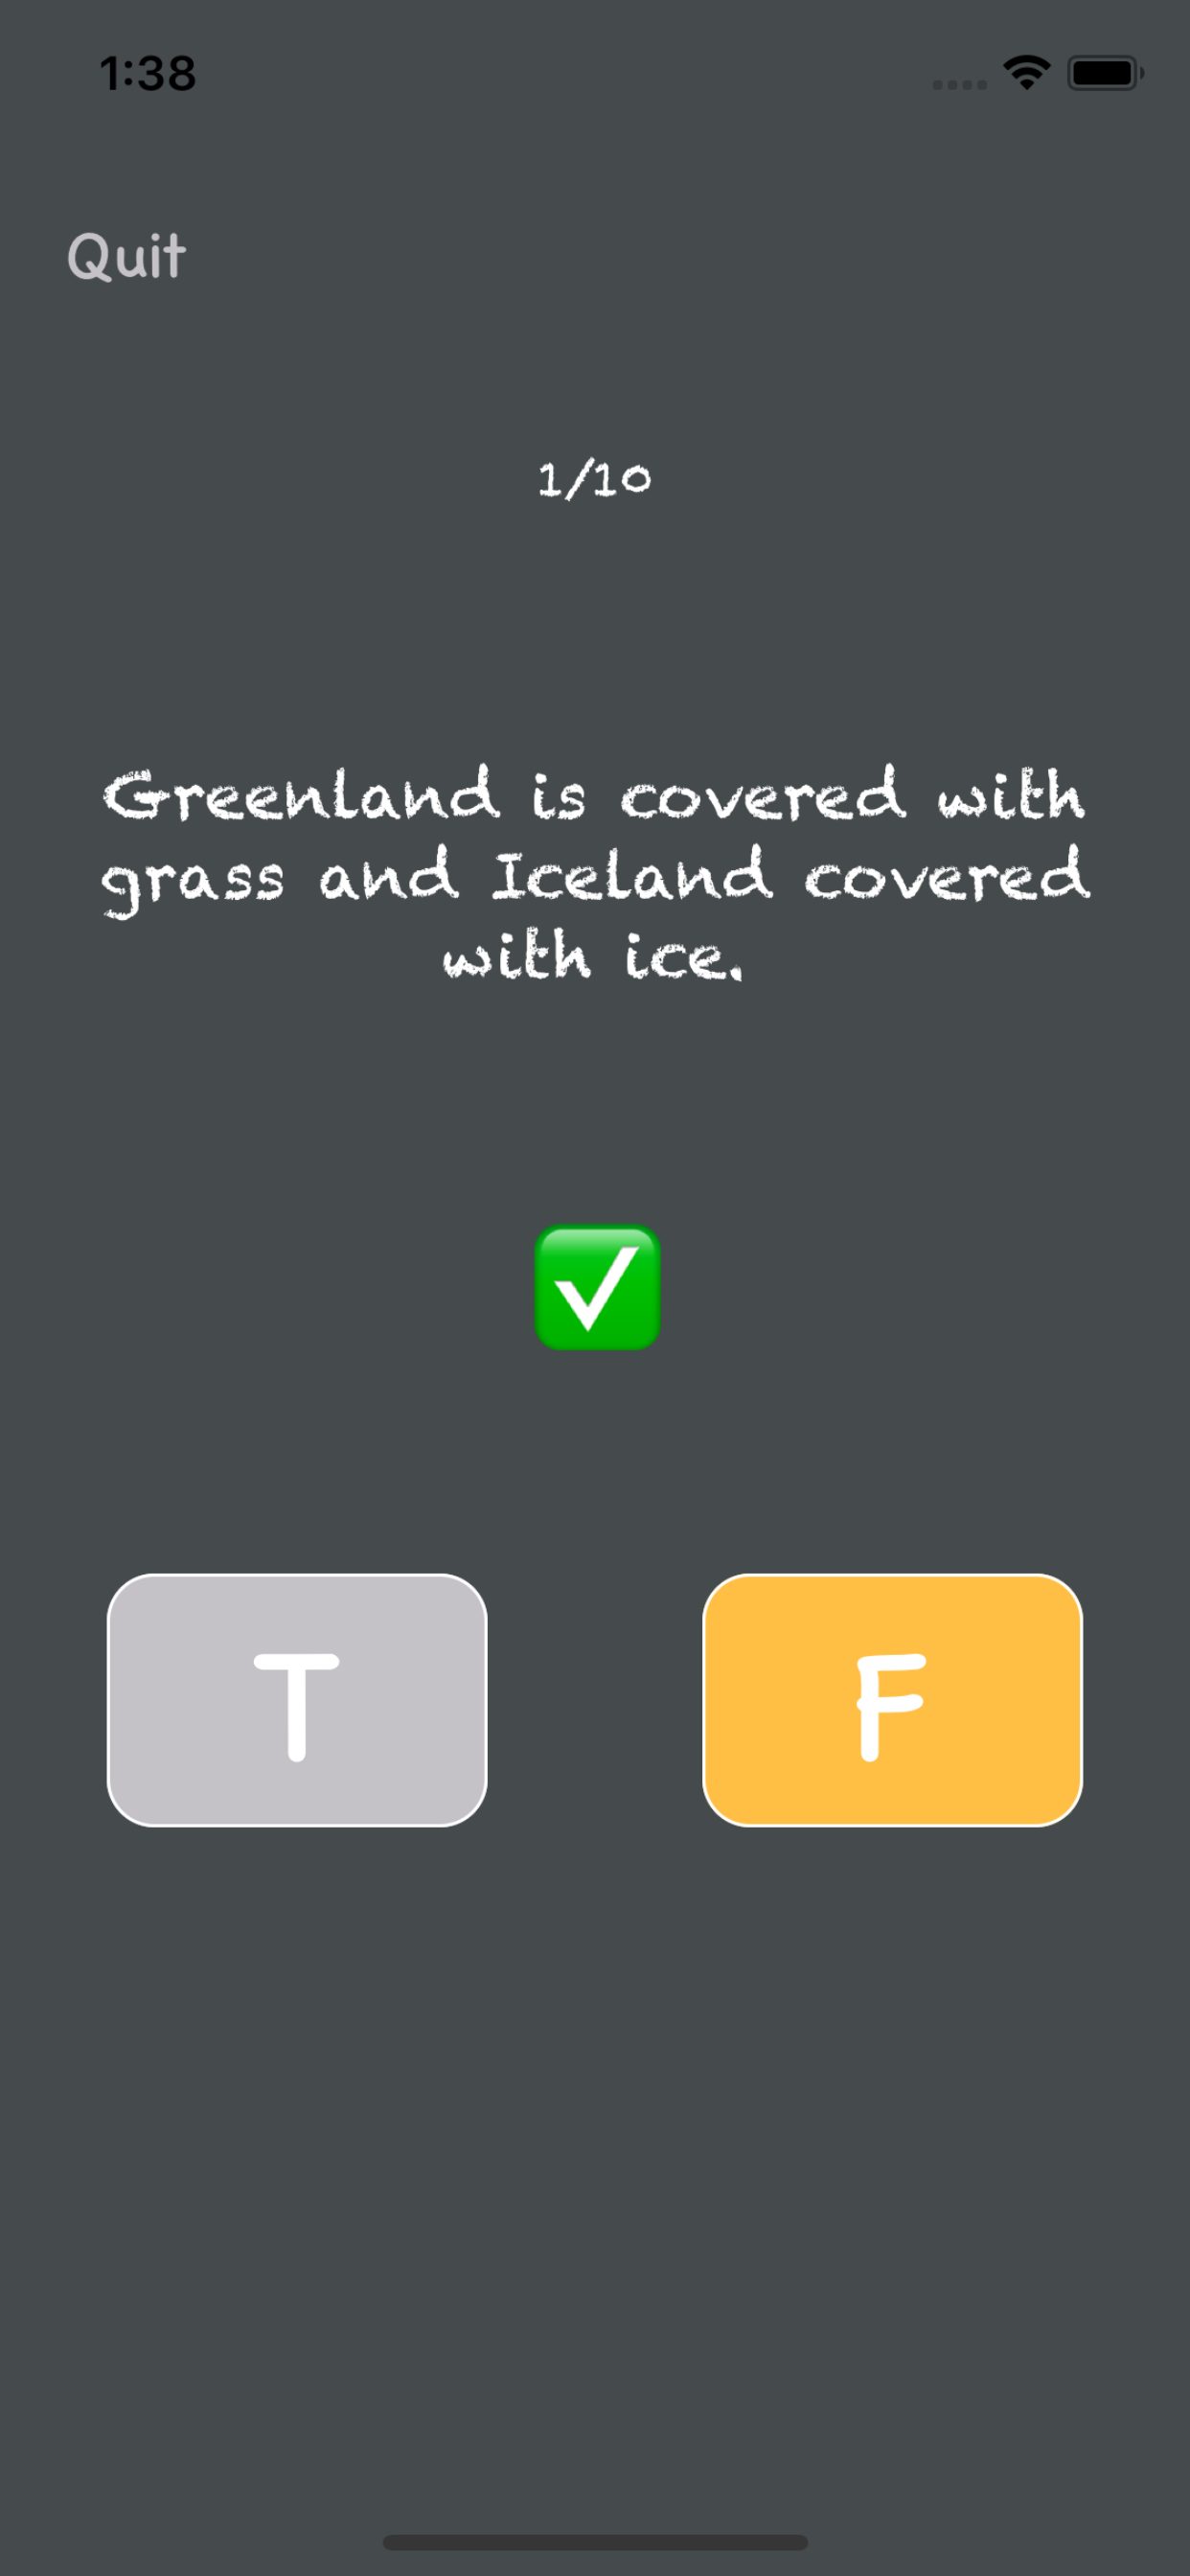 1:38
Quit
1/10
Greenland is covered with
grass and Iceland covered
with ice.
T
F